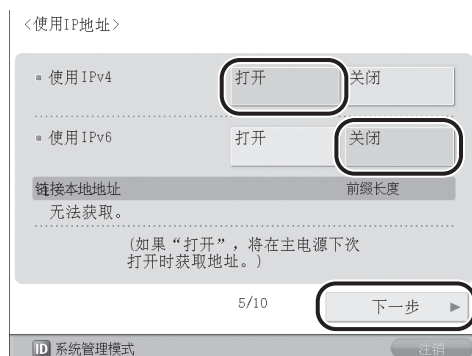 <使用IP地址>
使用IPv4 打开 关闭
使用IPv6 打开 关闭
链接本地地址 前缀长度
无法获取。
(如果“打开”，将在主电源下次
打开时获取地址。)
5/10 下一步
ID 系统管理模式 注销